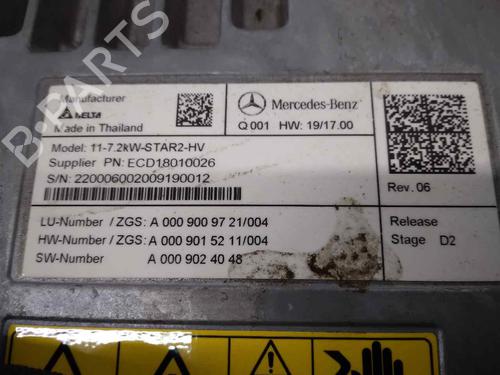 Manufacturer
DELTA
Made in Thailand
Mercedes-Benz
Q 001 HW: 19/17.00
Model: 11-7.2kW-STAR2-HV
Supplier PN: ECD18010026
S/N: 220006002009190012
Rev. 06
LU-Number / ZGS: A 000 900 97 21/004
HW-Number / ZGS: A 000 901 52 11/004
SW-Number A 000 902 40 48
Release
Stage D2
B-PARTS